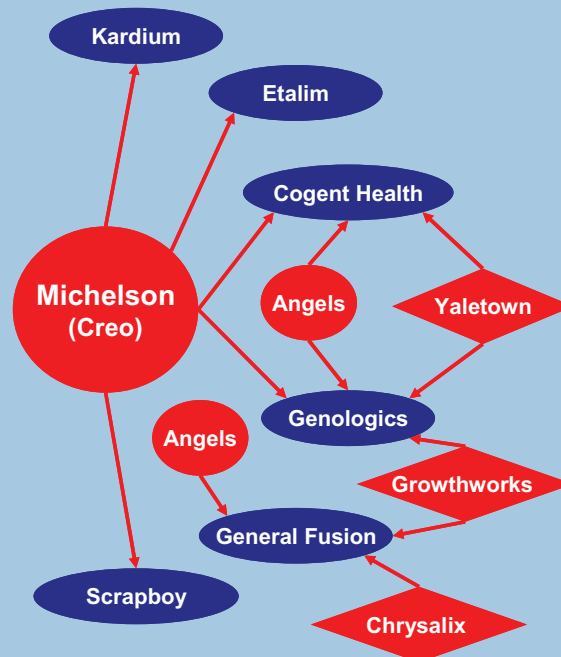 Kardium
Etalim
Cogent Health
Michelson
(Creo)
Angels
Yaletown
Genologics
Angels
Growthworks
General Fusion
Scrapboy
Chrysalix